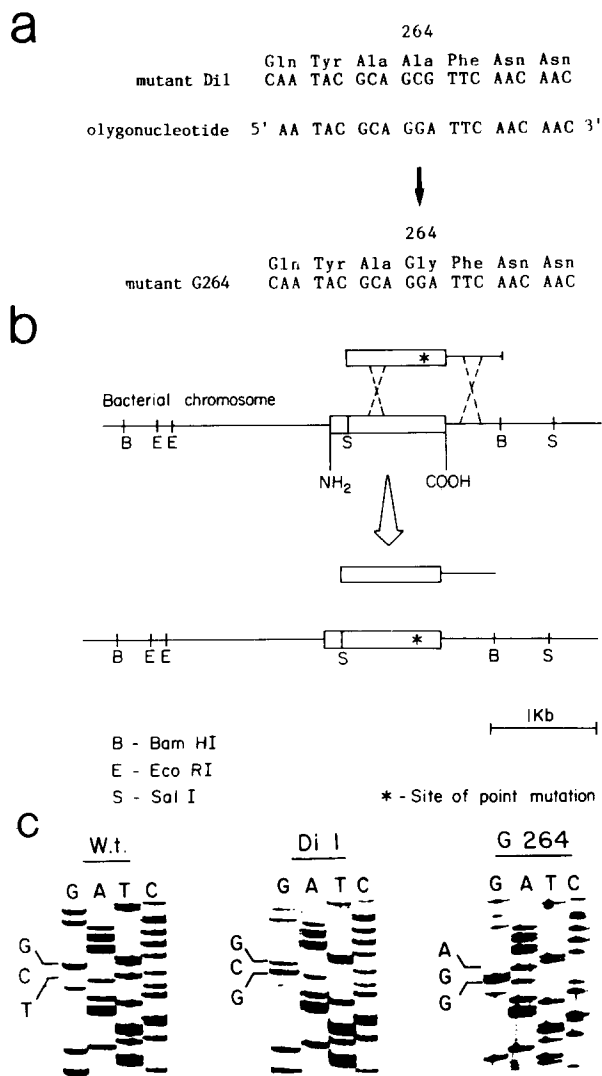 a
264
Gln Tyr Ala Ala Phe Asn Asn
mutant Di1 CAA TAC GCA GCG TTC AAC AAC
olygonucleotide 5' AA TAC GCA GGA TTC AAC AAC 3'
264
Gln Tyr Ala Gly Phe Asn Asn
mutant G264 CAA TAC GCA GGA TTC AAC AAC
b
*
Bacterial chromosome
B E E S B S
NH2 COOH
*
B E E S B S
1Kb
B - Bam HI
E - Eco RI
S - Sal I * - Site of point mutation
c
W.t. Di 1 G 264
G A T C G A T C G A T C
G G A
C C G
T G G